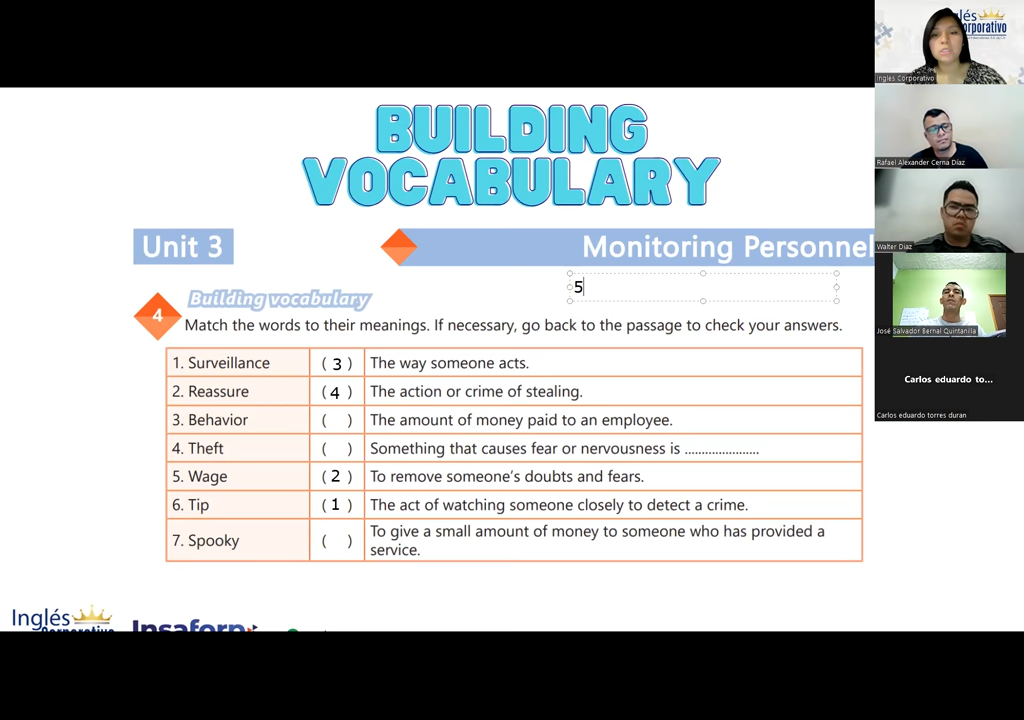 BUILDING
VOCABULARY
Unit 3
Monitoring Personnel
5
Building vocabulary
4
Match the words to their meanings. If necessary, go back to the passage to check your answers.
1. Surveillance ( 3 ) The way someone acts.
2. Reassure ( 4 ) The action or crime of stealing.
3. Behavior ( ) The amount of money paid to an employee.
4. Theft ( ) Something that causes fear or nervousness is ......................
5. Wage ( 2 ) To remove someone's doubts and fears.
6. Tip ( 1 ) The act of watching someone closely to detect a crime.
7. Spooky ( ) To give a small amount of money to someone who has provided a
service.
Inglés
Corporativo
Insaforp
Inglés Corporativo
Rafael Alexander Cerna Díaz
Walter Diaz
José Salvador Bernal Quintanilla
Carlos eduardo to...
Carlos eduardo torres duran